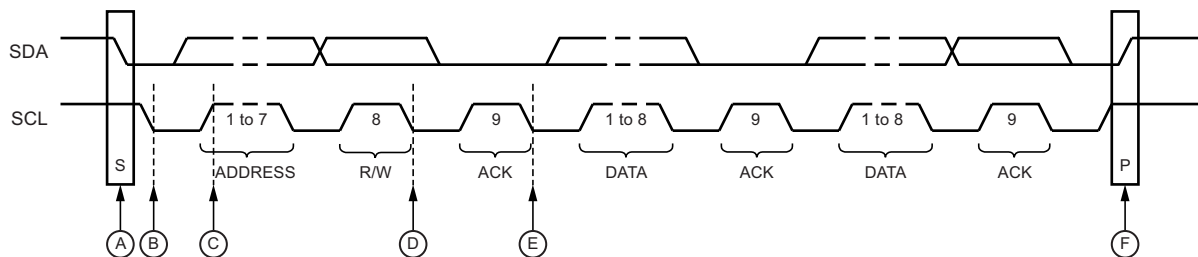 SDA
SCL
1 to 7 8 9 1 to 8 9 1 to 8 9
S ADDRESS R/W ACK DATA ACK DATA ACK P
A B C D E F